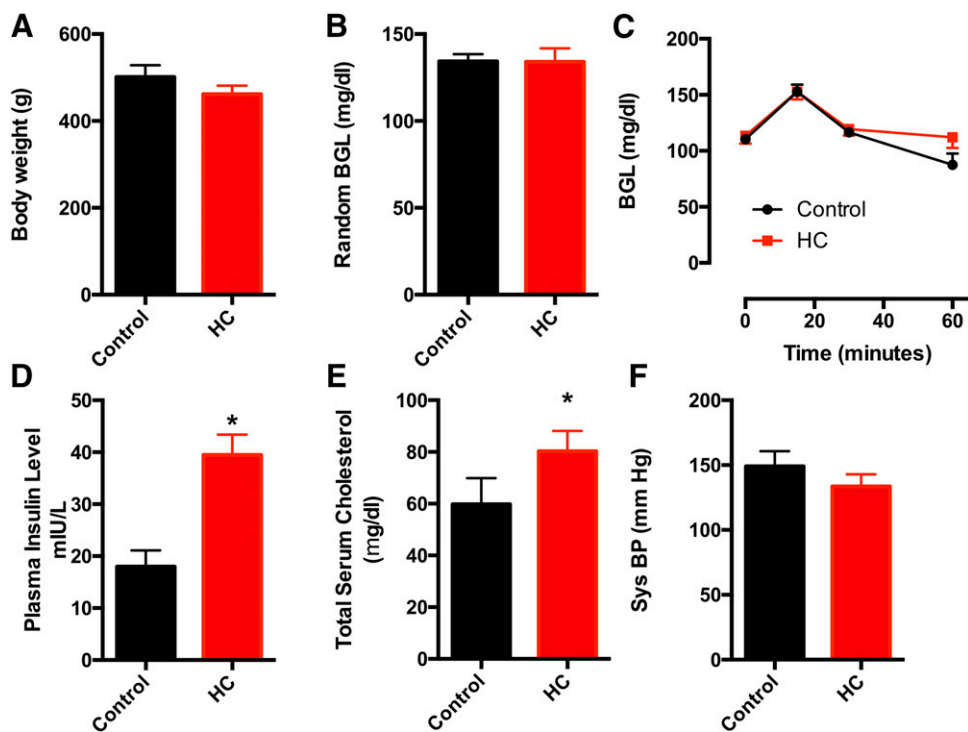 A
Body weight (g)
600
400
200
0
Control
HC
B
Random BGL (mg/dl)
150
100
50
0
Control
HC
C
BGL (mg/dl)
200
150
100
50
0
Control
HC
0
20
40
60
Time (minutes)
D
Plasma Insulin Level
mIU/L
50
40
30
20
10
0
*
Control
HC
E
Total Serum Cholesterol
(mg/dl)
100
80
60
40
20
0
*
Control
HC
F
Sys BP (mm Hg)
200
150
100
50
0
Control
HC